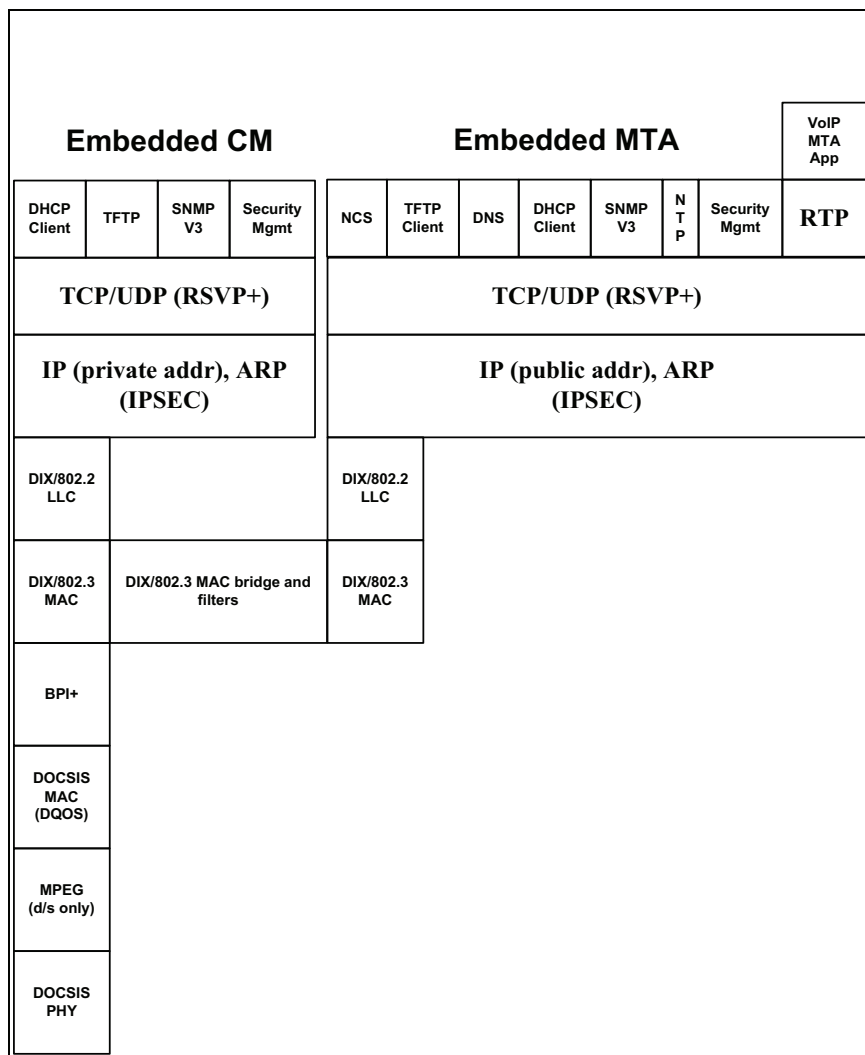 Embedded CM
Embedded MTA
VoIP
MTA
App
DHCP
Client
TFTP
SNMP
V3
Security
Mgmt
NCS
TFTP
Client
DNS
DHCP
Client
SNMP
V3
N
T
P
Security
Mgmt
RTP
TCP/UDP (RSVP+)
TCP/UDP (RSVP+)
IP (private addr), ARP
(IPSEC)
IP (public addr), ARP
(IPSEC)
DIX/802.2
LLC
DIX/802.2
LLC
DIX/802.3
MAC
DIX/802.3 MAC bridge and
filters
DIX/802.3
MAC
BPI+
DOCSIS
MAC
(DQOS)
MPEG
(d/s only)
DOCSIS
PHY